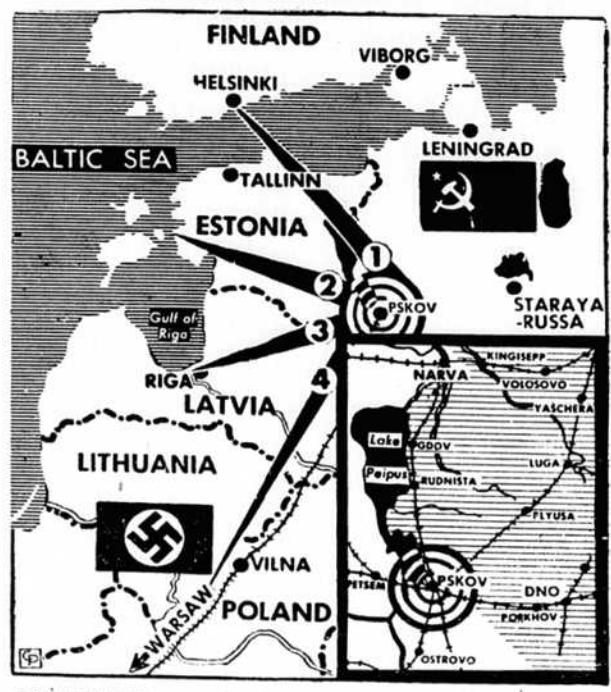 FINLAND
VIBORG
HELSINKI
BALTIC SEA
LENINGRAD
TALLINN
ESTONIA
1
2
PSKOV
STARAYA
-RUSSA
Gulf of
Riga
3
RIGA
4
LATVIA
LITHUANIA
VILNA
WARSAW
POLAND
CP
KINGISEPP
NARVA
VOLOSOVO
YASCHERA
Lake
GDOV
LUGA
Peipus
RUDNISTA
PLYUSA
PETSEM
PSKOV
DNO
PORKHOV
OSTROVO